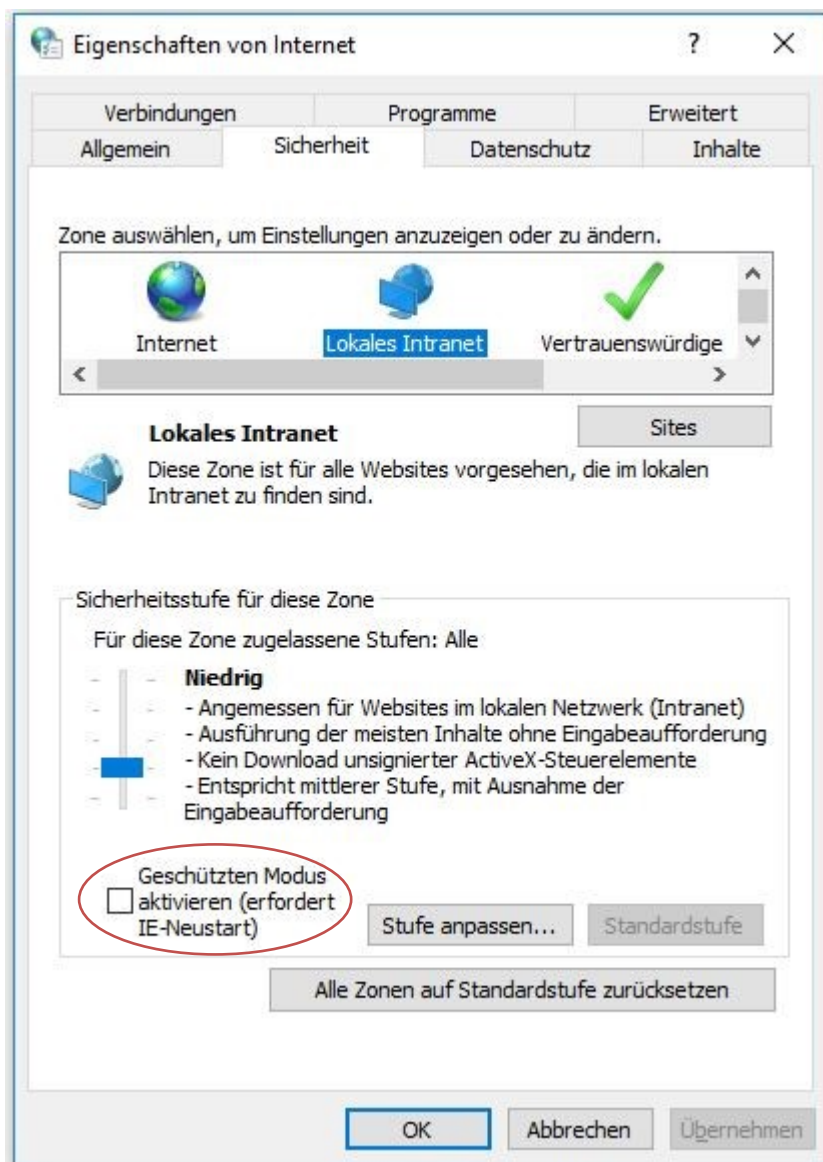 Eigenschaften von Internet
Verbindungen Programme Erweitert
Allgemein Sicherheit Datenschutz Inhalte
Zone auswählen, um Einstellungen anzuzeigen oder zu ändern.
Internet Lokales Intranet Vertrauenswürdige
Lokales Intranet Sites
Diese Zone ist für alle Websites vorgesehen, die im lokalen
Intranet zu finden sind.
Sicherheitsstufe für diese Zone
Für diese Zone zugelassene Stufen: Alle
Niedrig
- Angemessen für Websites im lokalen Netzwerk (Intranet)
- Ausführung der meisten Inhalte ohne Eingabeaufforderung
- Kein Download unsignierter ActiveX-Steuerelemente
- Entspricht mittlerer Stufe, mit Ausnahme der
Eingabeaufforderung
Geschützten Modus
aktivieren (erfordert
IE-Neustart)
Stufe anpassen... Standardstufe
Alle Zonen auf Standardstufe zurücksetzen
OK Abbrechen Übernehmen